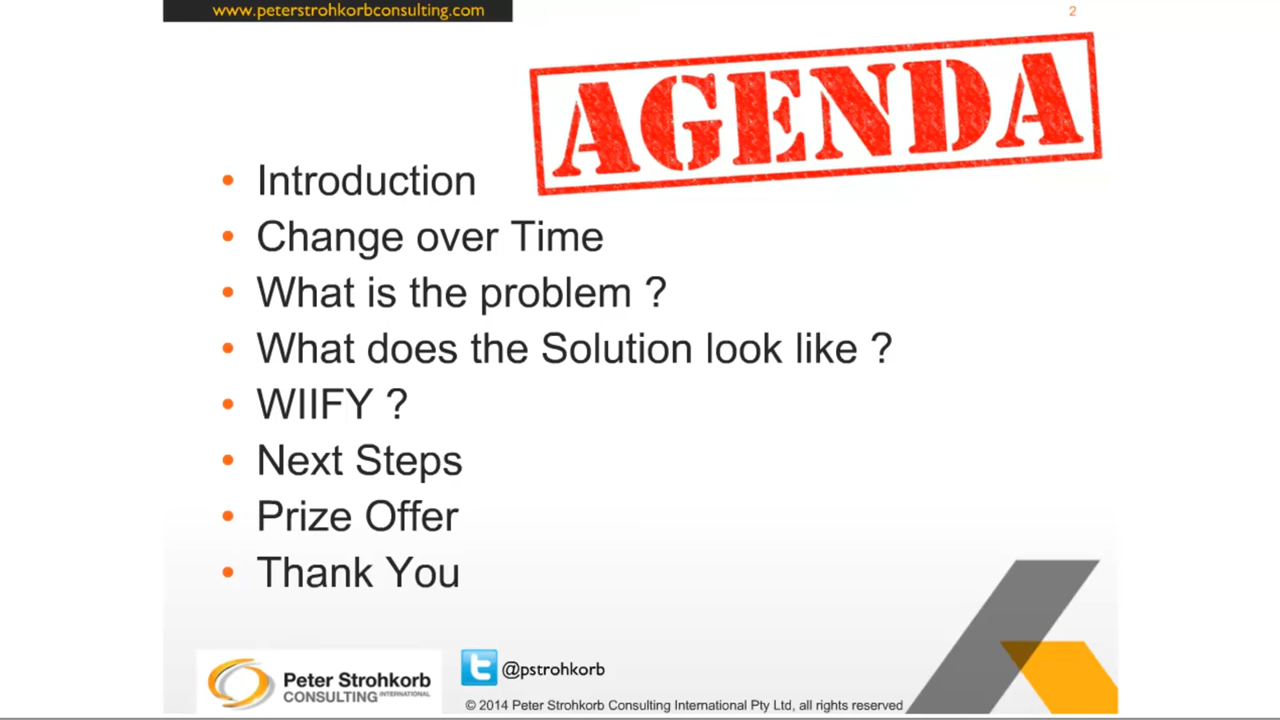 www.peterstrohkorbconsulting.com
2
AGENDA
• Introduction
• Change over Time
• What is the problem ?
• What does the Solution look like ?
• WIIFY ?
• Next Steps
• Prize Offer
• Thank You
Peter Strohkorb
CONSULTING INTERNATIONAL
@pstrohkorb
© 2014 Peter Strohkorb Consulting International Pty Ltd, all rights reserved